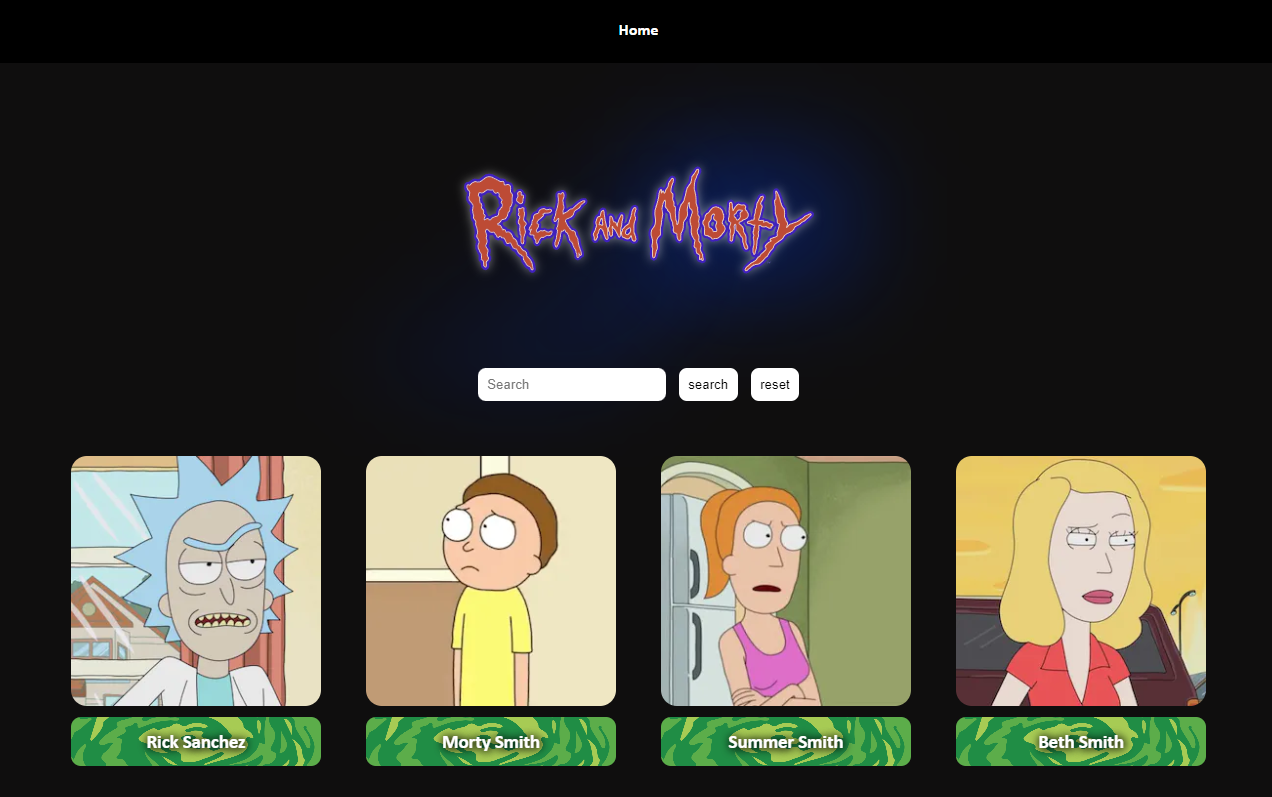 Home
Rick and Morty
Search
search
reset
Rick Sanchez
Morty Smith
Summer Smith
Beth Smith